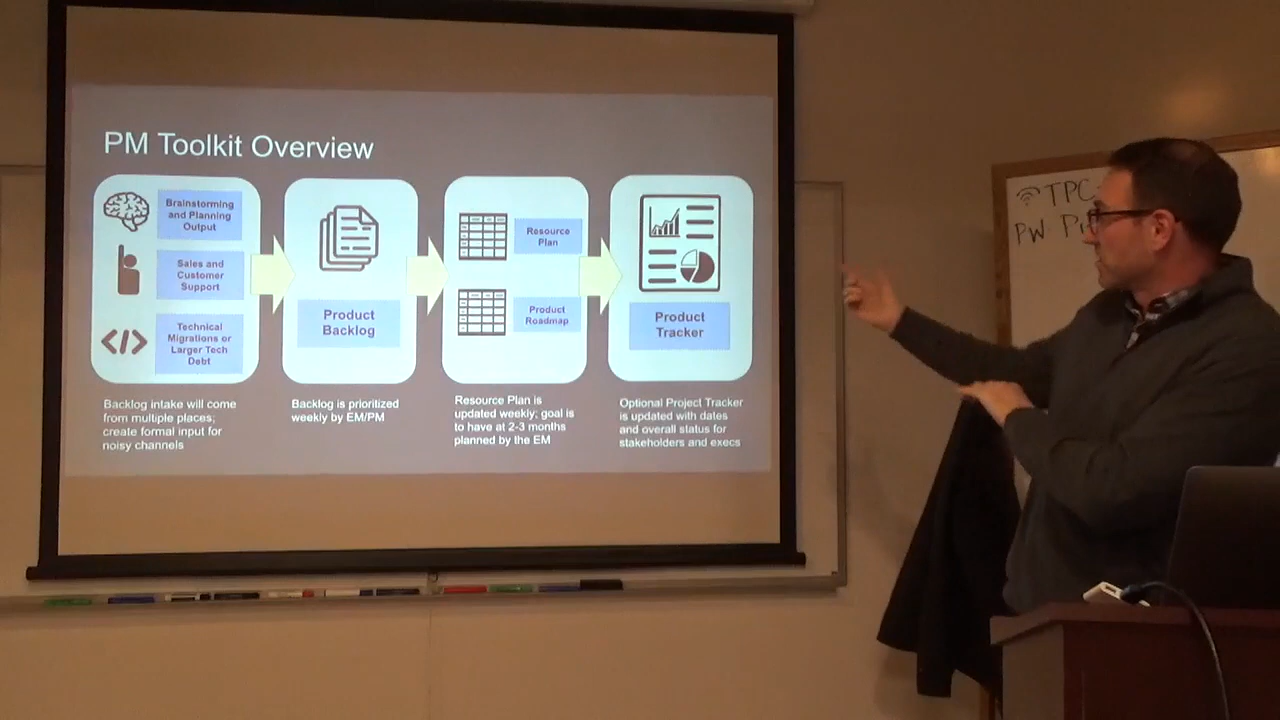 PM Toolkit Overview
Brainstorming
and Planning
Output
Sales and
Customer
Support
Technical
Migrations or
Larger Tech
Debt
Product
Backlog
Resource
Plan
Product
Roadmap
Product
Tracker
Backlog intake will come
from multiple places;
create formal input for
noisy channels
Backlog is prioritized
weekly by EM/PM
Resource Plan is
updated weekly; goal is
to have at 2-3 months
planned by the EM
Optional Project Tracker
is updated with dates
and overall status for
stakeholders and execs
TPC
PW